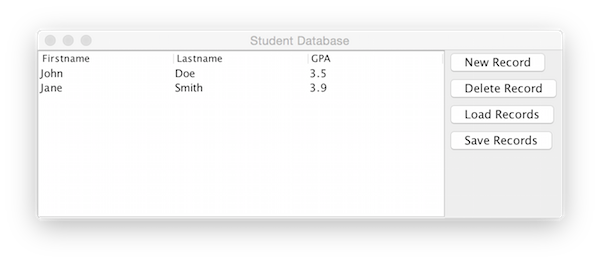 Student Database
Firstname Lastname GPA
John Doe 3.5
Jane Smith 3.9
New Record
Delete Record
Load Records
Save Records